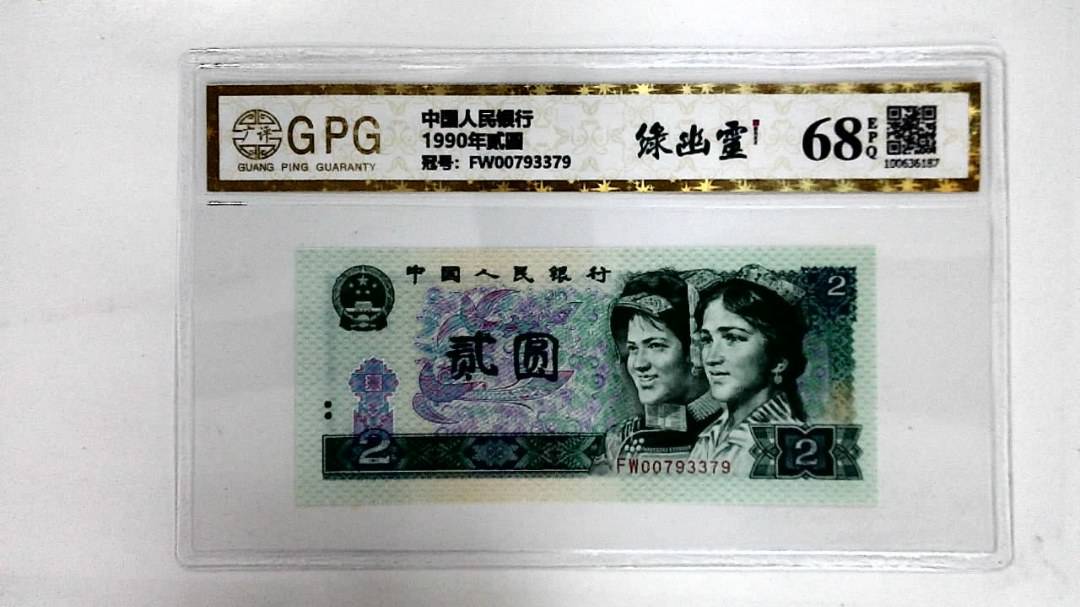 广评
GPG
GUANG PING GUARANTY
中国人民银行
1990年贰圆
冠号：FW00793379
绿幽灵
68
EPQ
100636187
中国人民银行
2
贰圆
2
FW00793379
2